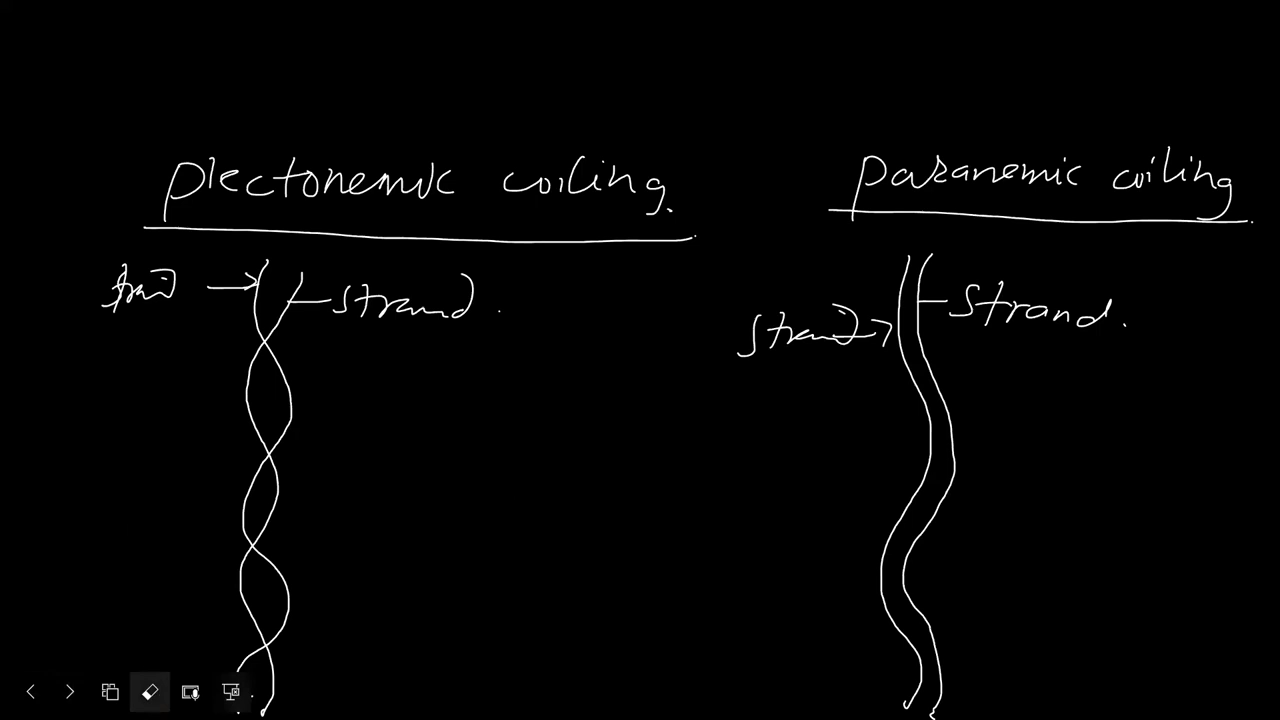 plectonemic coiling.
paranemic coiling
strand.
strand
strand.